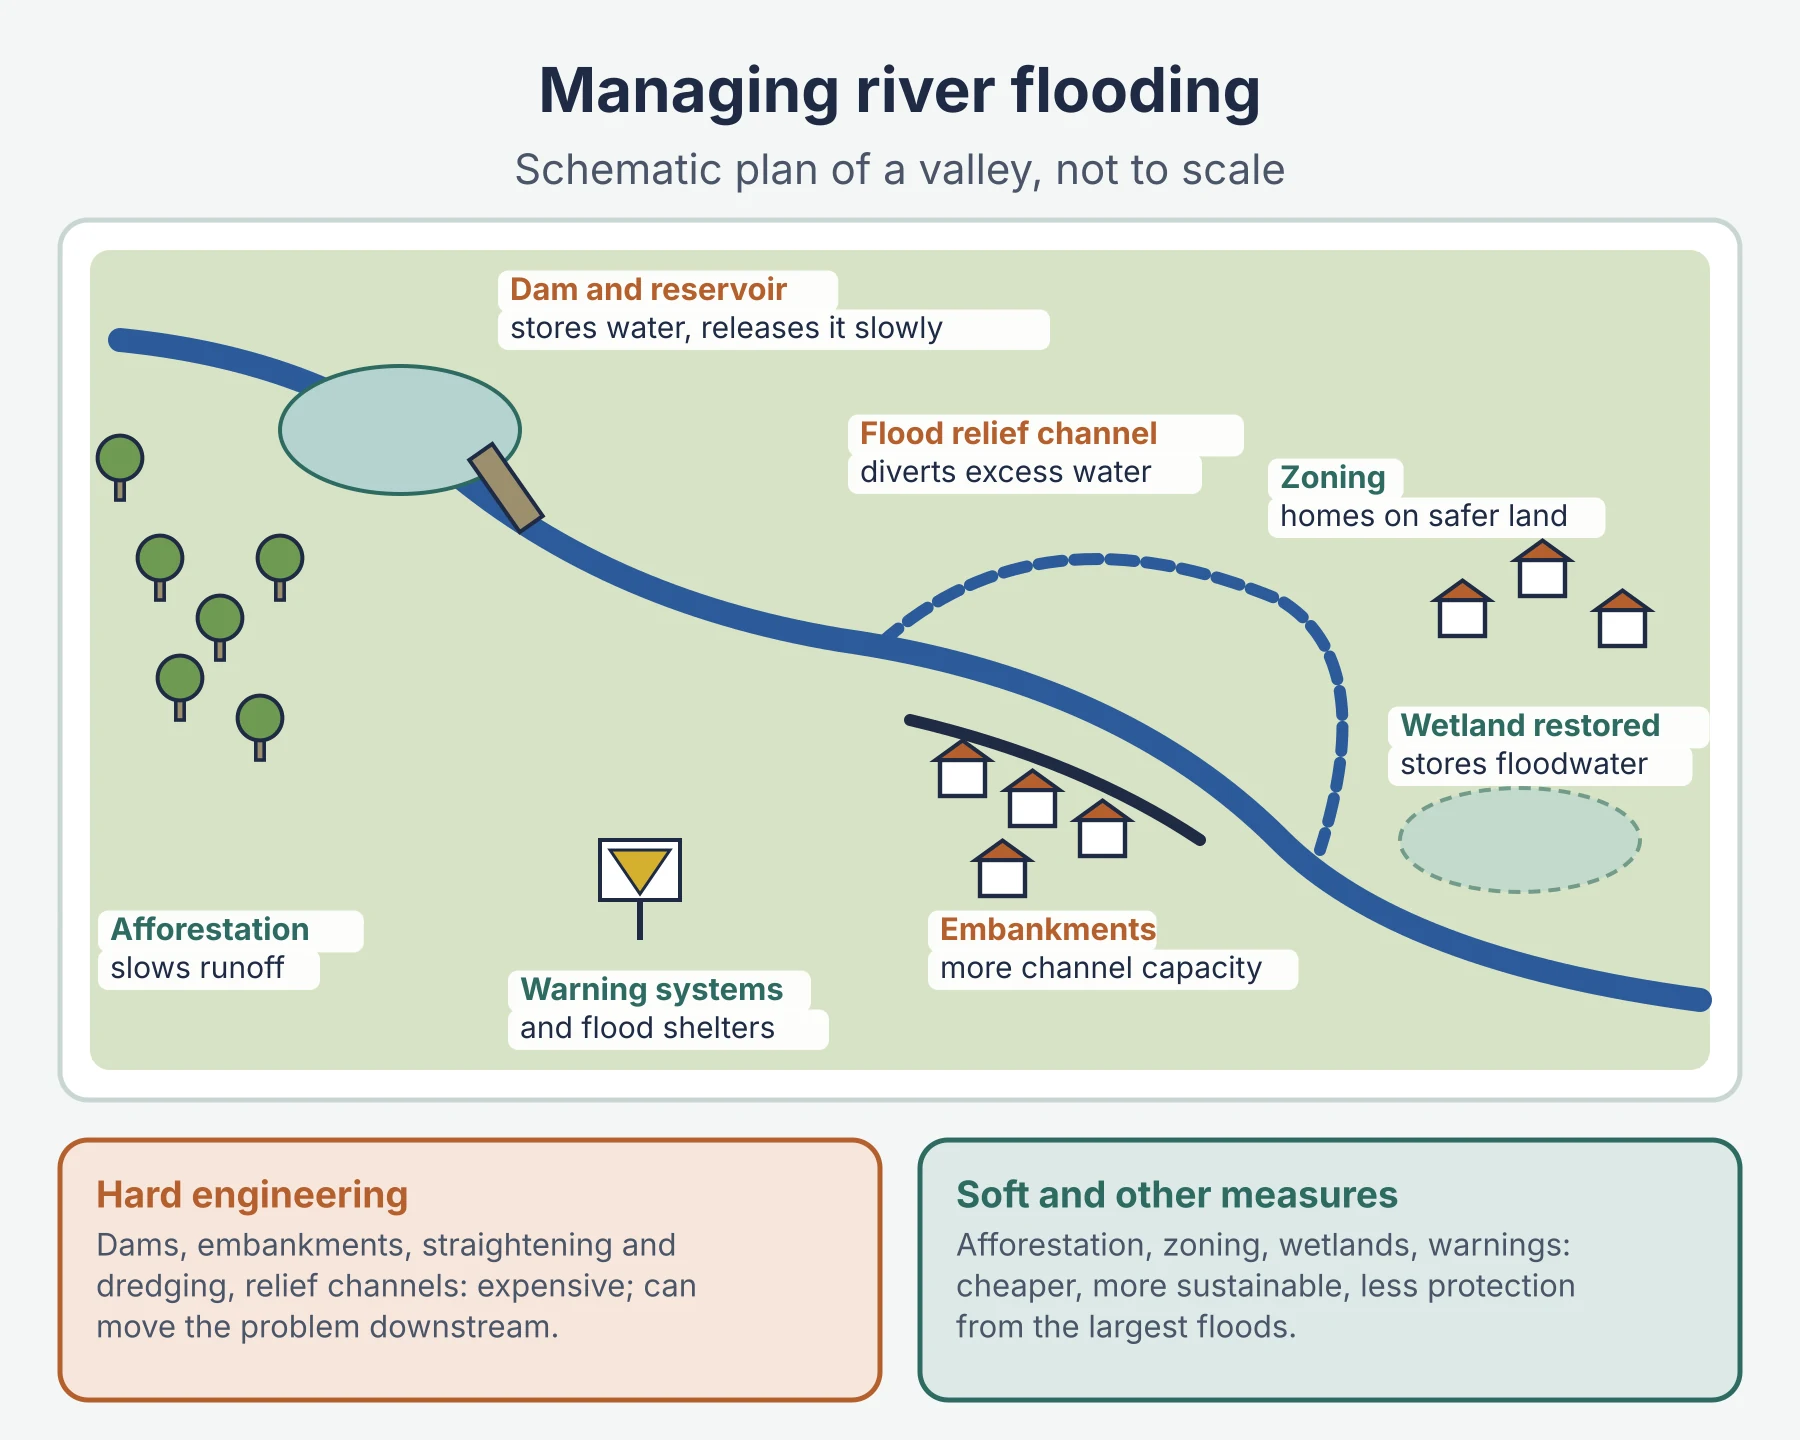 Managing river flooding
Schematic plan of a valley, not to scale
Dam and reservoir
stores water, releases it slowly
Flood relief channel
diverts excess water
Zoning
homes on safer land
Wetland restored
stores floodwater
Afforestation
slows runoff
Warning systems
and flood shelters
Embankments
more channel capacity
Hard engineering
Dams, embankments, straightening and
dredging, relief channels: expensive; can
move the problem downstream.
Soft and other measures
Afforestation, zoning, wetlands, warnings:
cheaper, more sustainable, less protection
from the largest floods.